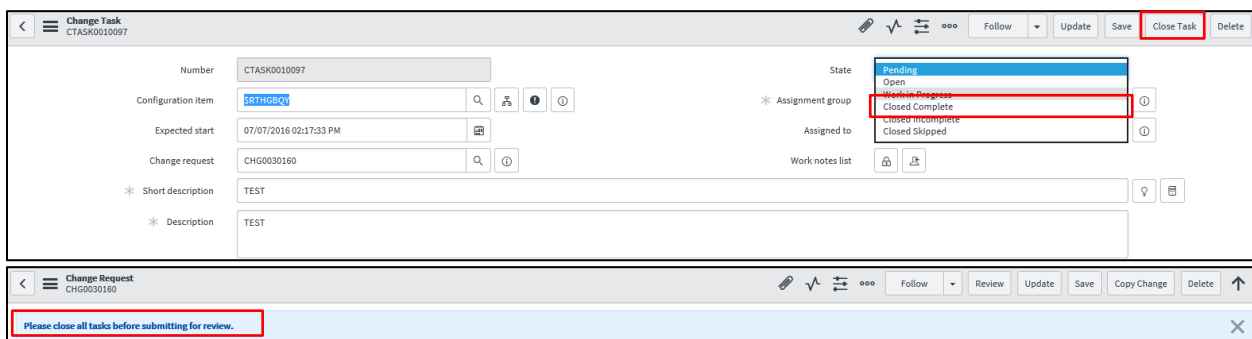 Change Task
CTASK0010097
Follow Update Save Close Task Delete
Number CTASK0010097
State Pending
Open
Work in Progress
Closed Complete
Closed Incomplete
Closed Skipped
Configuration item SRTHGBQY
Assignment group
Expected start 07/07/2016 02:17:33 PM
Assigned to
Change request CHG0030160
Work notes list
Short description TEST
Description TEST
Change Request
CHG0030160
Follow Review Update Save Copy Change Delete
Please close all tasks before submitting for review.